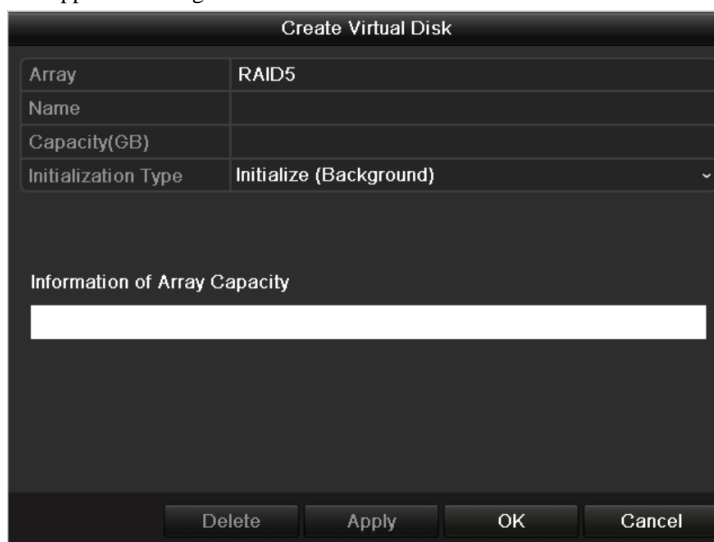 Create Virtual Disk
Array RAID5
Name
Capacity(GB)
Initialization Type Initialize (Background)
Information of Array Capacity
Delete Apply OK Cancel